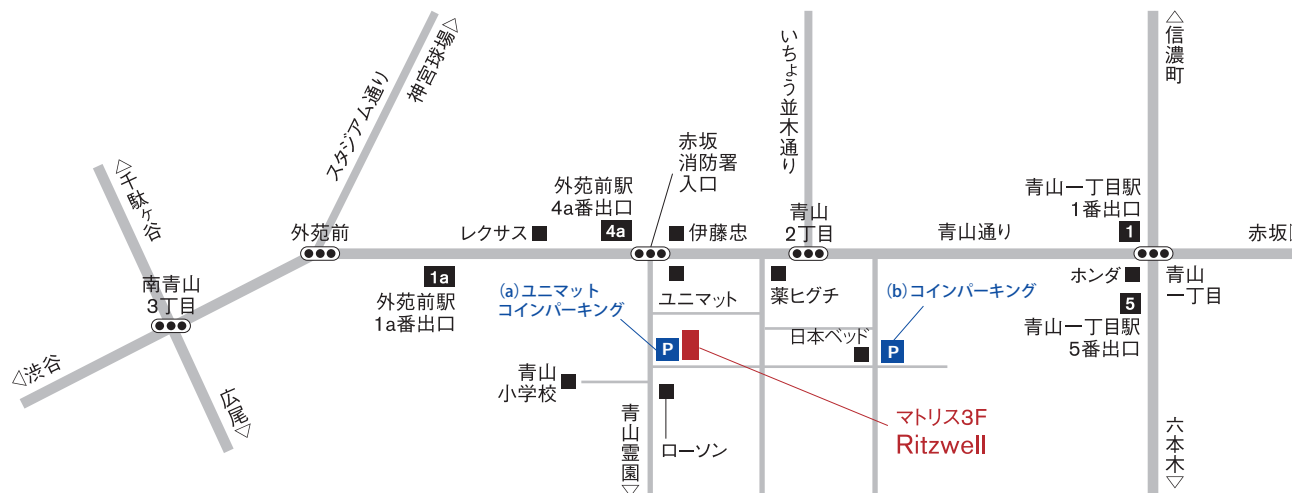 △信濃町
神宮球場▷
スタジアム通り
いちょう並木通り
◁千駄ヶ谷
赤坂
消防署
入口
外苑前駅
4a番出口
4a
青山一丁目駅
1番出口
1
外苑前
レクサス
伊藤忠
青山
2丁目
青山通り
南青山
3丁目
1a
外苑前駅
1a番出口
(a)ユニマット
コインパーキング
ユニマット
薬ヒグチ
(b)コインパーキング
ホンダ
青山
一丁目
5
青山一丁目駅
5番出口
日本ベッド
P
P
◁渋谷
広尾▷
青山
小学校
青山霊園▽
ローソン
マトリス3F
Ritzwell
六本木▽